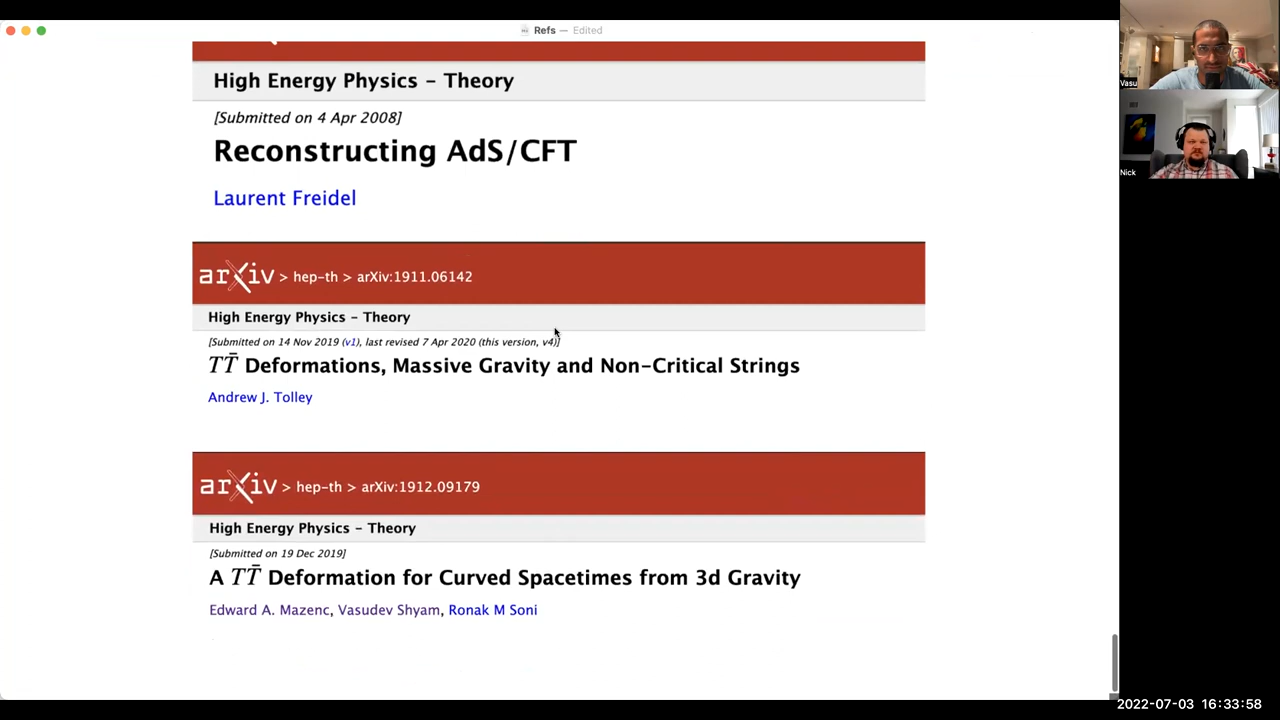 Refs — Edited
High Energy Physics – Theory
[Submitted on 4 Apr 2008]
Reconstructing AdS/CFT
Laurent Freidel
arXiv > hep-th > arXiv:1911.06142
High Energy Physics – Theory
[Submitted on 14 Nov 2019 (v1), last revised 7 Apr 2020 (this version, v4)]
TT̄ Deformations, Massive Gravity and Non-Critical Strings
Andrew J. Tolley
arXiv > hep-th > arXiv:1912.09179
High Energy Physics – Theory
[Submitted on 19 Dec 2019]
A TT̄ Deformation for Curved Spacetimes from 3d Gravity
Edward A. Mazenc, Vasudev Shyam, Ronak M Soni
Vasu
Nick
2022-07-03 16:33:58